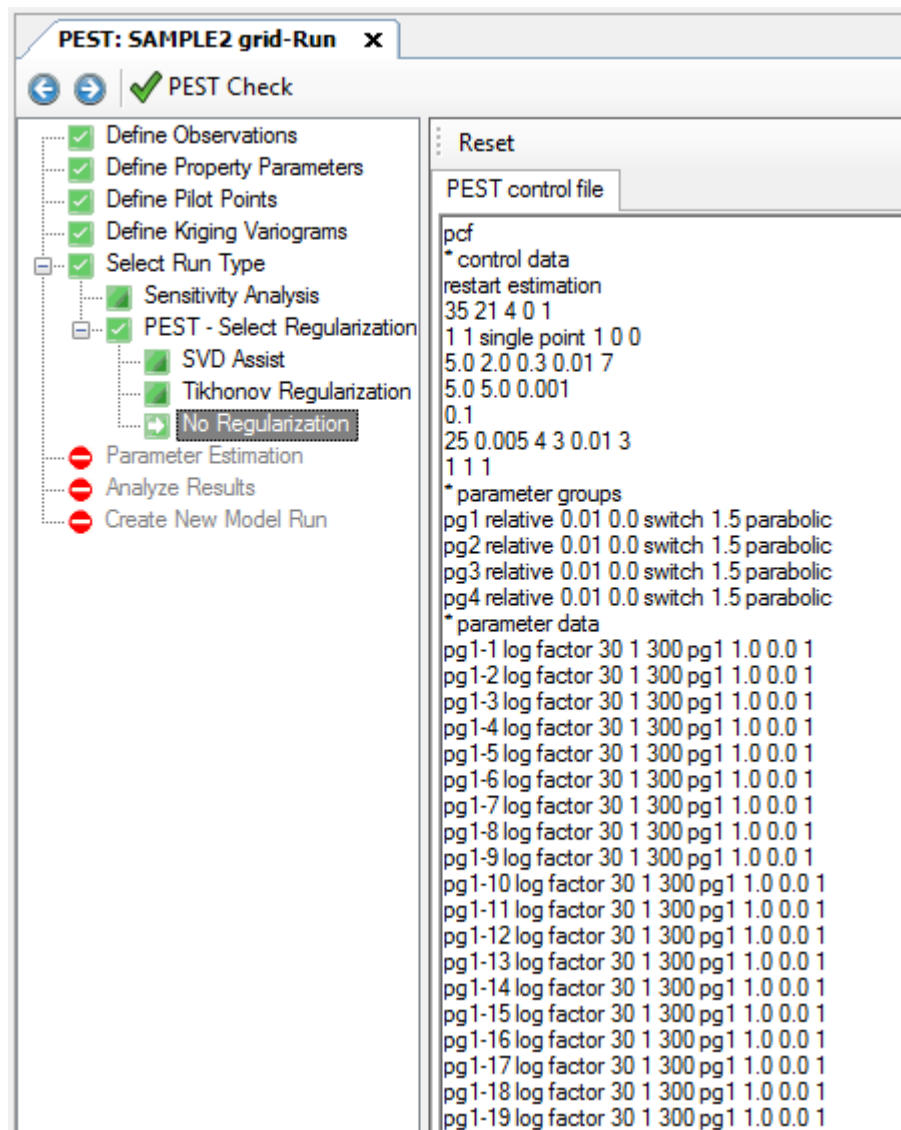 PEST: SAMPLE2 grid-Run x
PEST Check
Define Observations
Define Property Parameters
Define Pilot Points
Define Kriging Variograms
Select Run Type
Sensitivity Analysis
PEST - Select Regularization
SVD Assist
Tikhonov Regularization
No Regularization
Parameter Estimation
Analyze Results
Create New Model Run
Reset
PEST control file
pcf
* control data
restart estimation
35 21 4 0 1
1 1 single point 1 0 0
5.0 2.0 0.3 0.01 7
5.0 5.0 0.001
0.1
25 0.005 4 3 0.01 3
1 1 1
* parameter groups
pg1 relative 0.01 0.0 switch 1.5 parabolic
pg2 relative 0.01 0.0 switch 1.5 parabolic
pg3 relative 0.01 0.0 switch 1.5 parabolic
pg4 relative 0.01 0.0 switch 1.5 parabolic
* parameter data
pg1-1 log factor 30 1 300 pg1 1.0 0.0 1
pg1-2 log factor 30 1 300 pg1 1.0 0.0 1
pg1-3 log factor 30 1 300 pg1 1.0 0.0 1
pg1-4 log factor 30 1 300 pg1 1.0 0.0 1
pg1-5 log factor 30 1 300 pg1 1.0 0.0 1
pg1-6 log factor 30 1 300 pg1 1.0 0.0 1
pg1-7 log factor 30 1 300 pg1 1.0 0.0 1
pg1-8 log factor 30 1 300 pg1 1.0 0.0 1
pg1-9 log factor 30 1 300 pg1 1.0 0.0 1
pg1-10 log factor 30 1 300 pg1 1.0 0.0 1
pg1-11 log factor 30 1 300 pg1 1.0 0.0 1
pg1-12 log factor 30 1 300 pg1 1.0 0.0 1
pg1-13 log factor 30 1 300 pg1 1.0 0.0 1
pg1-14 log factor 30 1 300 pg1 1.0 0.0 1
pg1-15 log factor 30 1 300 pg1 1.0 0.0 1
pg1-16 log factor 30 1 300 pg1 1.0 0.0 1
pg1-17 log factor 30 1 300 pg1 1.0 0.0 1
pg1-18 log factor 30 1 300 pg1 1.0 0.0 1
pg1-19 log factor 30 1 300 pg1 1.0 0.0 1